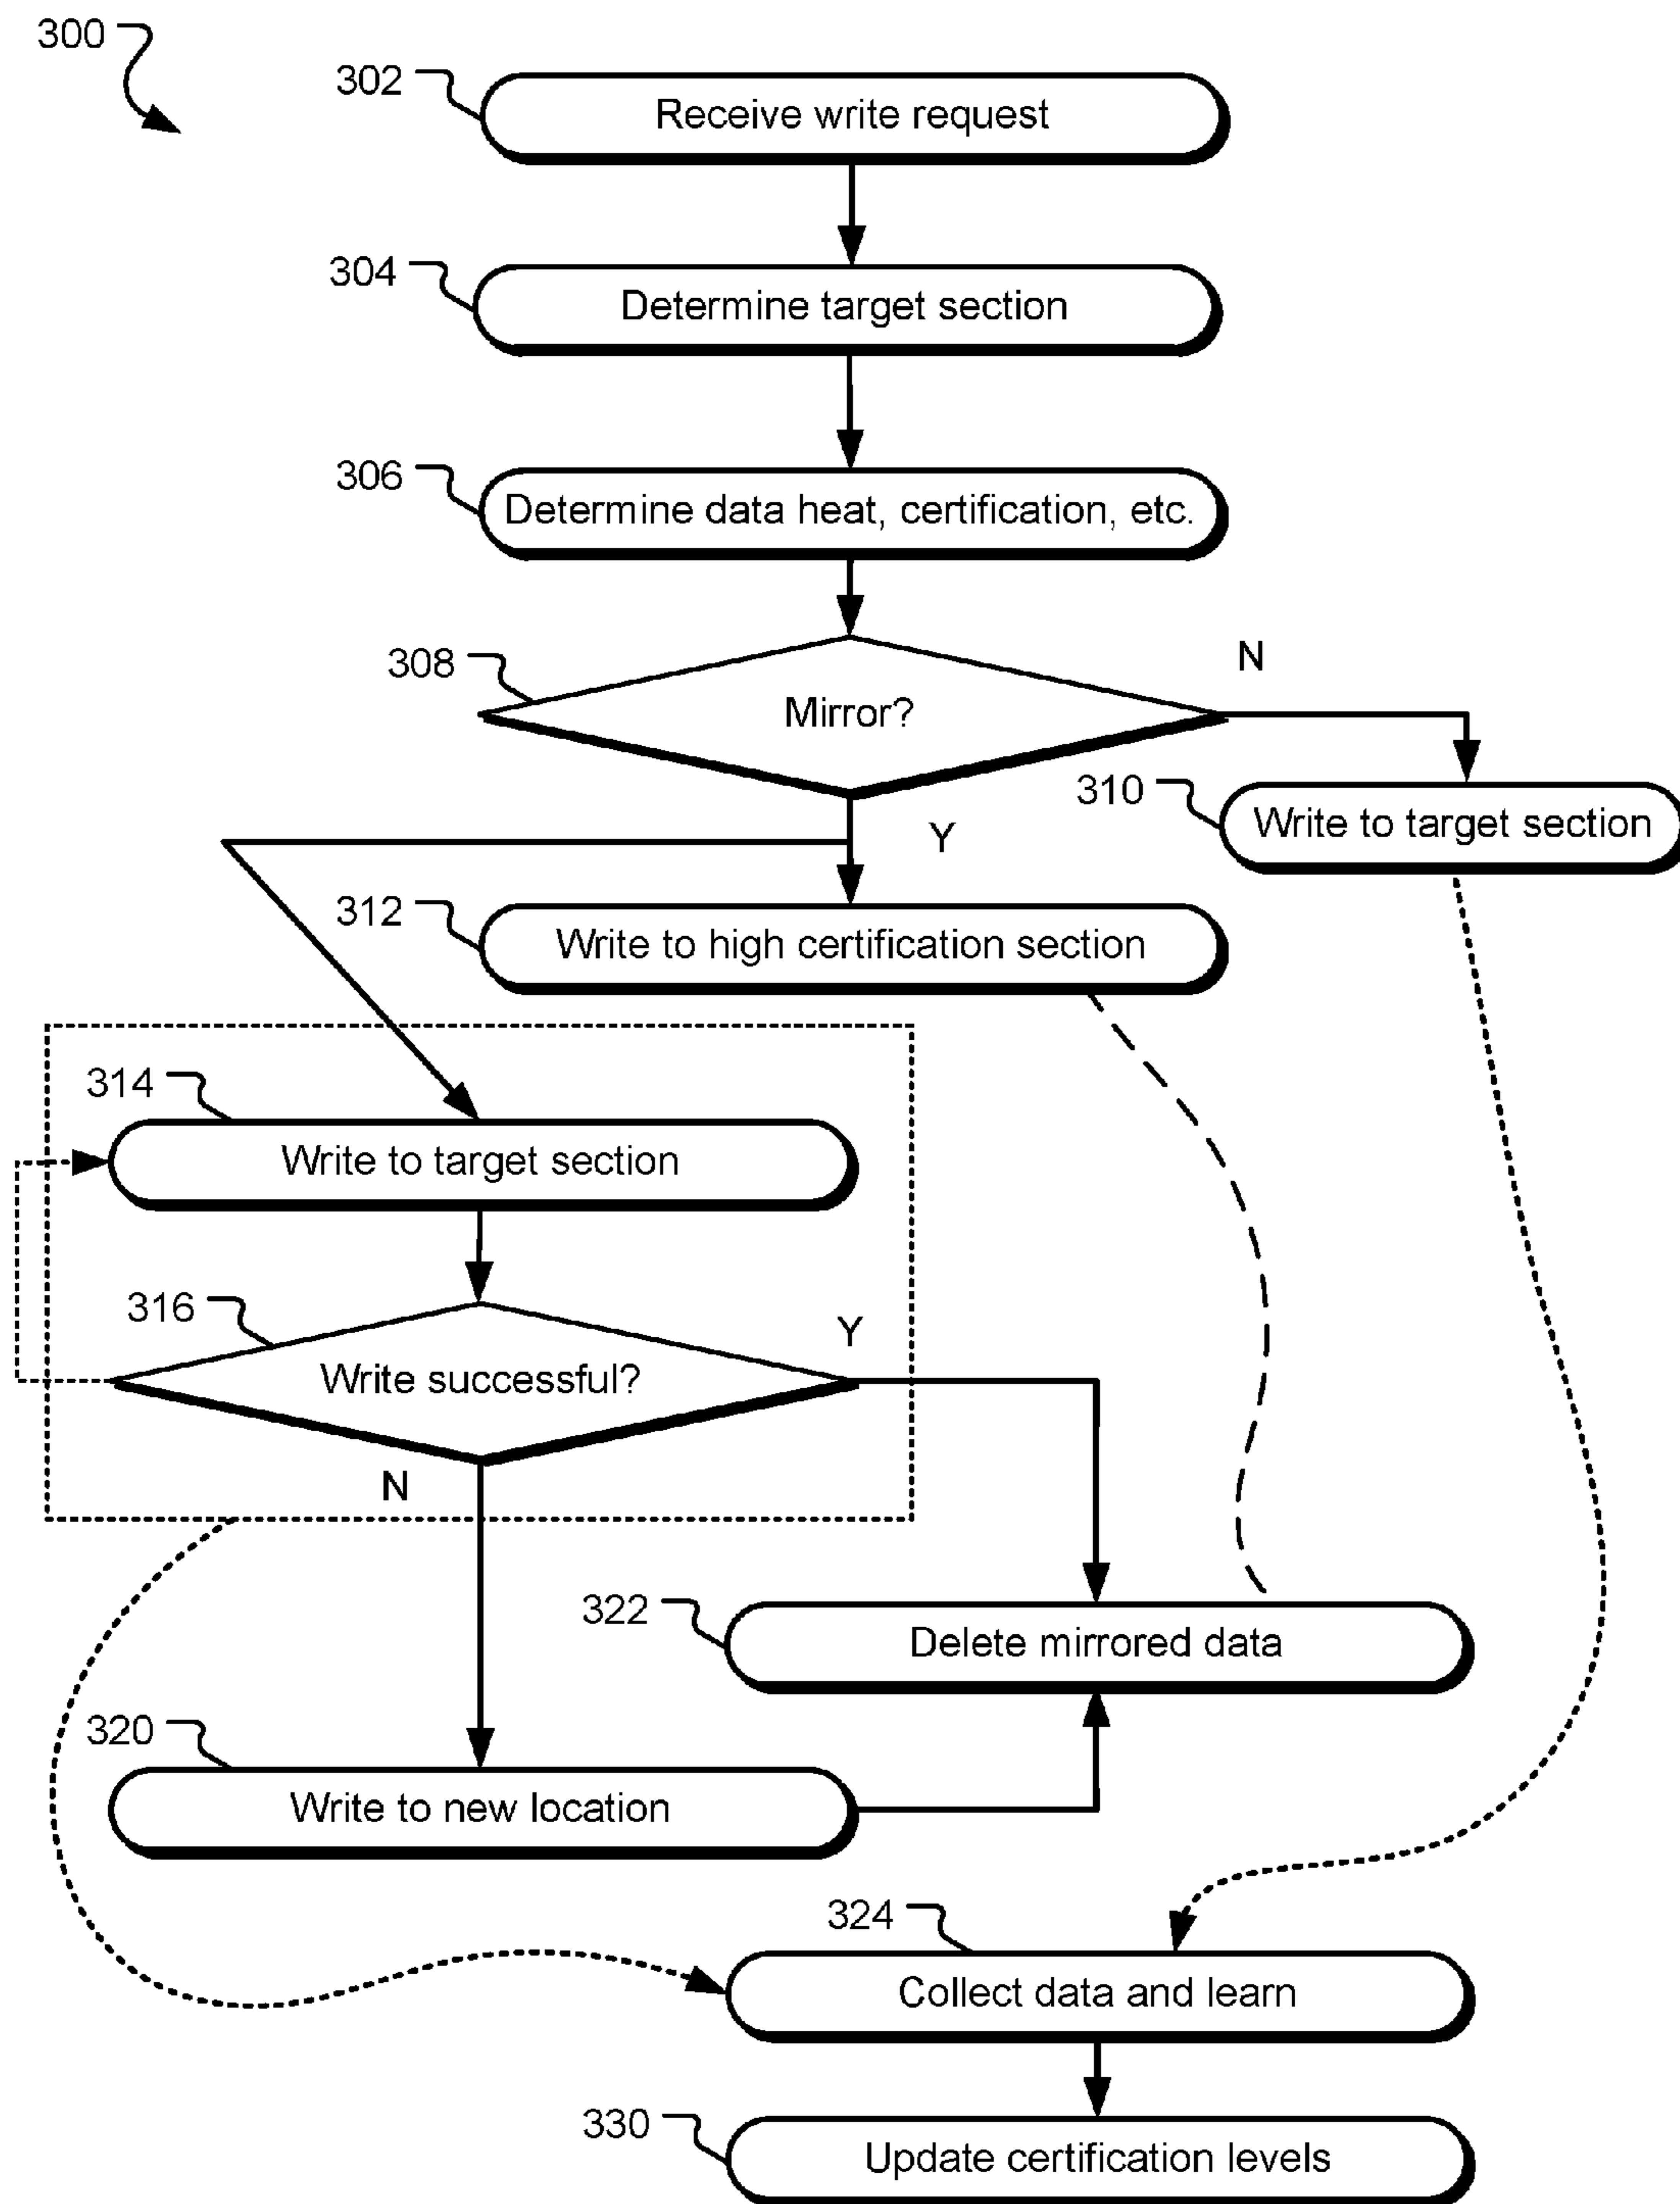 300
302
Receive write request
304
Determine target section
306
Determine data heat, certification, etc.
308
Mirror?
N
310
Write to target section
Y
312
Write to high certification section
314
Write to target section
316
Write successful?
Y
N
322
Delete mirrored data
320
Write to new location
324
Collect data and learn
330
Update certification levels